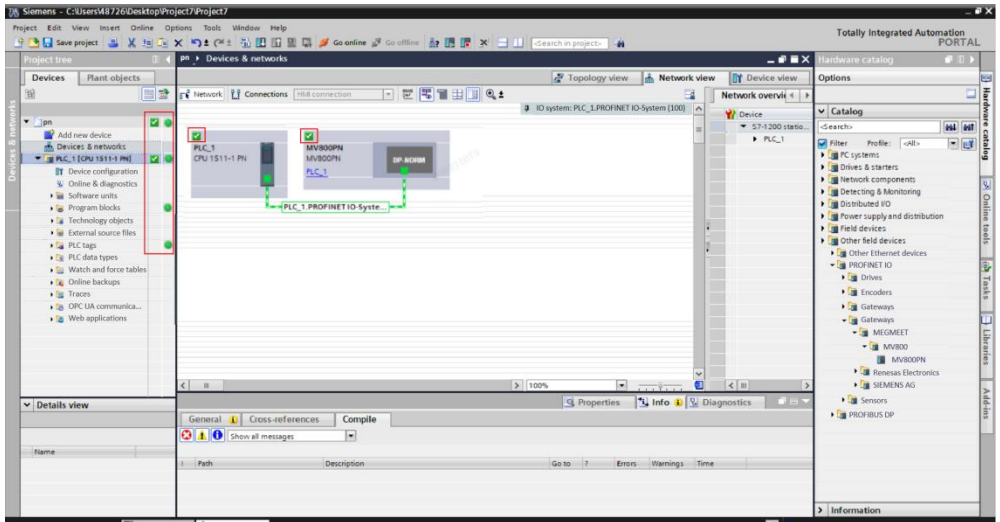 Siemens - C:\Users\48726\Desktop\Project7\Project7
Project Edit View Insert Online Options Tools Window Help
Totally Integrated Automation
PORTAL
Save project
Go online
Go offline
<Search in project>
Project tree
pn Devices & networks
Hardware catalog
Devices
Plant objects
Topology view
Network view
Device view
Options
Network
Connections
HMI connection
Network overvie
Devices & networks
Hardware catalog
Online tools
Tasks
Libraries
Add-ins
pn
Add new device
Devices & networks
PLC_1 [CPU 1511-1 PN]
Device configuration
Online & diagnostics
Software units
Program blocks
Technology objects
External source files
PLC tags
PLC data types
Watch and force tables
Online backups
Traces
OPC UA communica...
Web applications
IO system: PLC_1.PROFINET IO-System (100)
PLC_1
CPU 1511-1 PN
MV800PN
MV800PN
DP-NORM
PLC_1
PLC_1.PROFINET IO-Syste...
Device
S7-1200 statio...
PLC_1
Catalog
<Search>
Filter
Profile:
<All>
PC systems
Drives & starters
Network components
Detecting & Monitoring
Distributed I/O
Power supply and distribution
Field devices
Other field devices
Other Ethernet devices
PROFINET IO
Drives
Encoders
Gateways
Gateways
MEGMEET
MV800
MV800PN
Renesas Electronics
SIEMENS AG
Sensors
PROFIBUS DP
100%
Details view
Name
Properties
Info
Diagnostics
General
Cross-references
Compile
Show all messages
! Path Description Go to ? Errors Warnings Time
Information